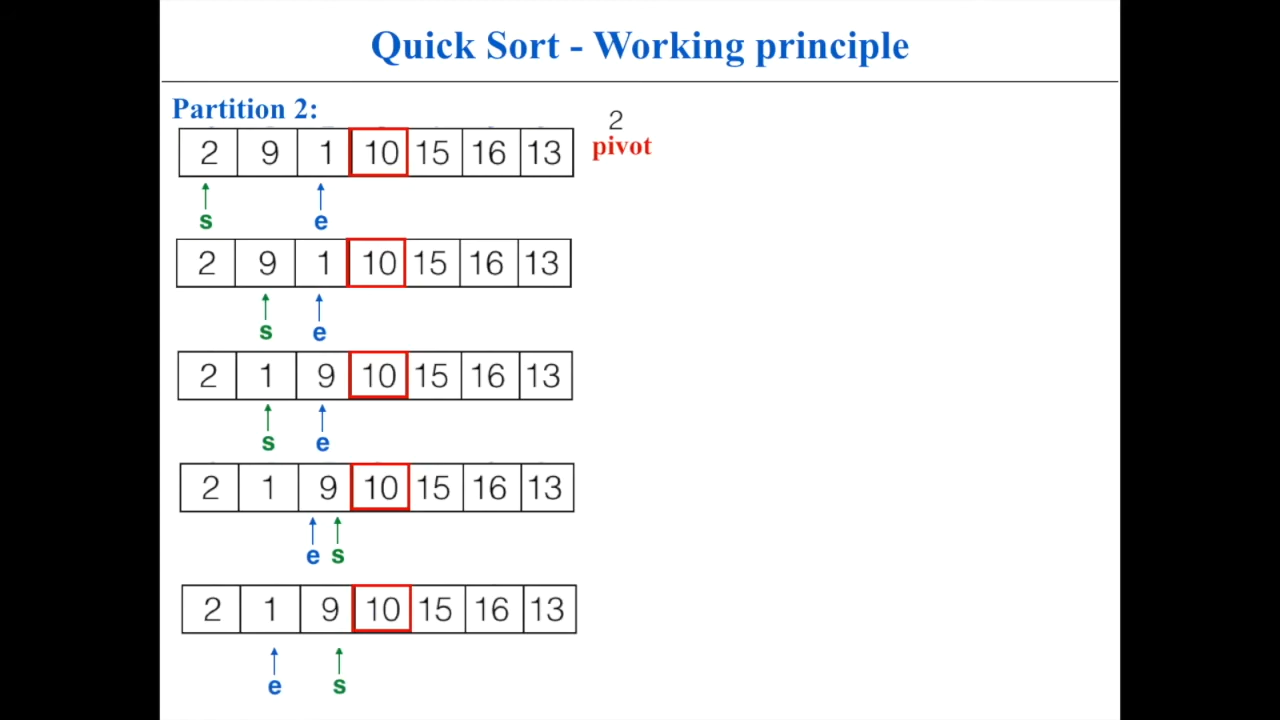 Quick Sort - Working principle
Partition 2:
2
pivot
2 9 1 10 15 16 13
s e
2 9 1 10 15 16 13
s e
2 1 9 10 15 16 13
s e
2 1 9 10 15 16 13
e s
2 1 9 10 15 16 13
e s